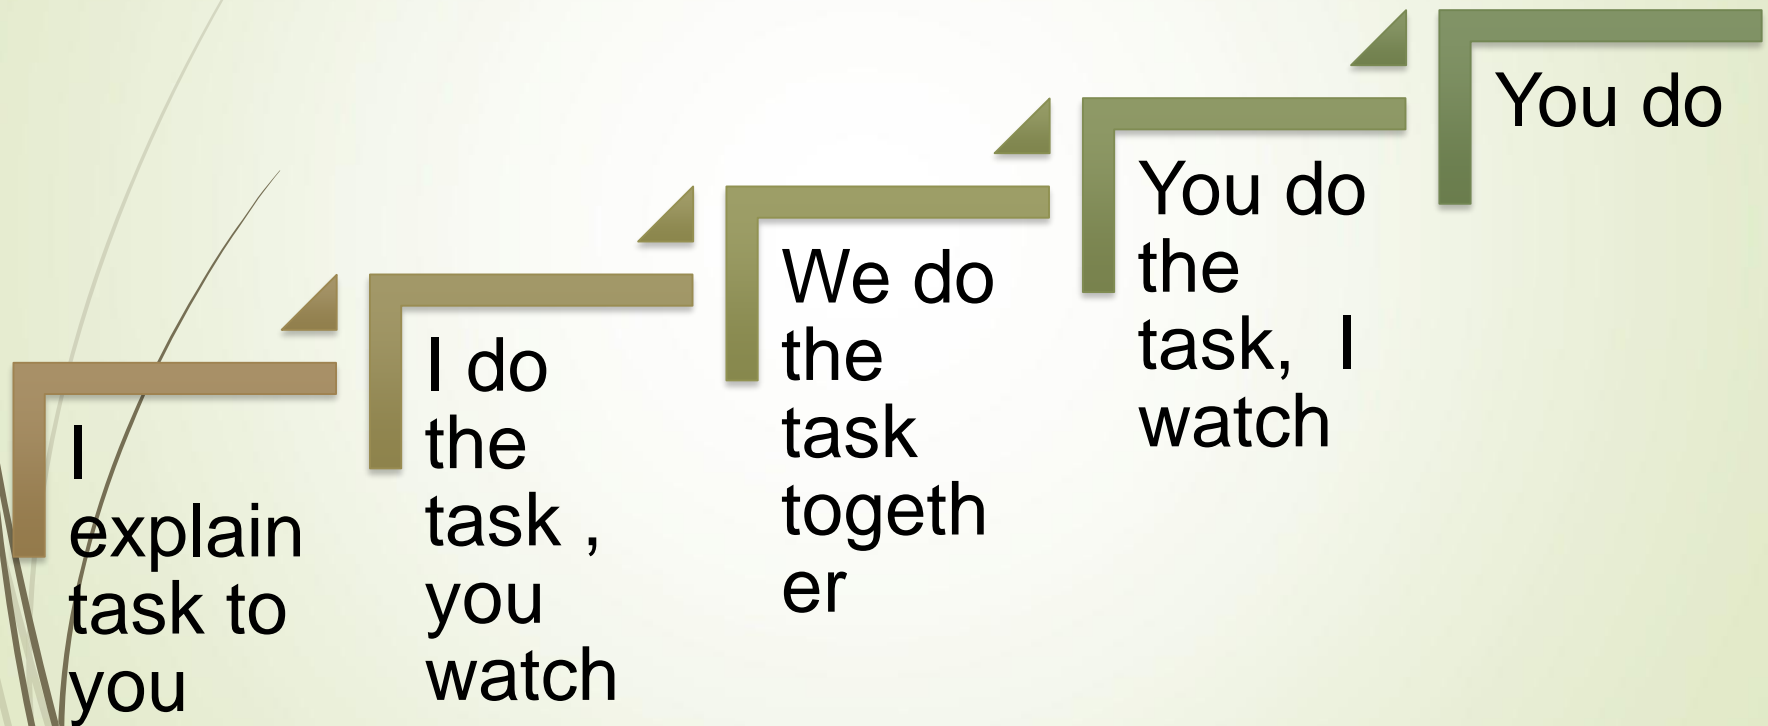 I
explain
task to
you
I do
the
task ,
you
watch
We do
the
task
togeth
er
You do
the
task,  I
watch
You do